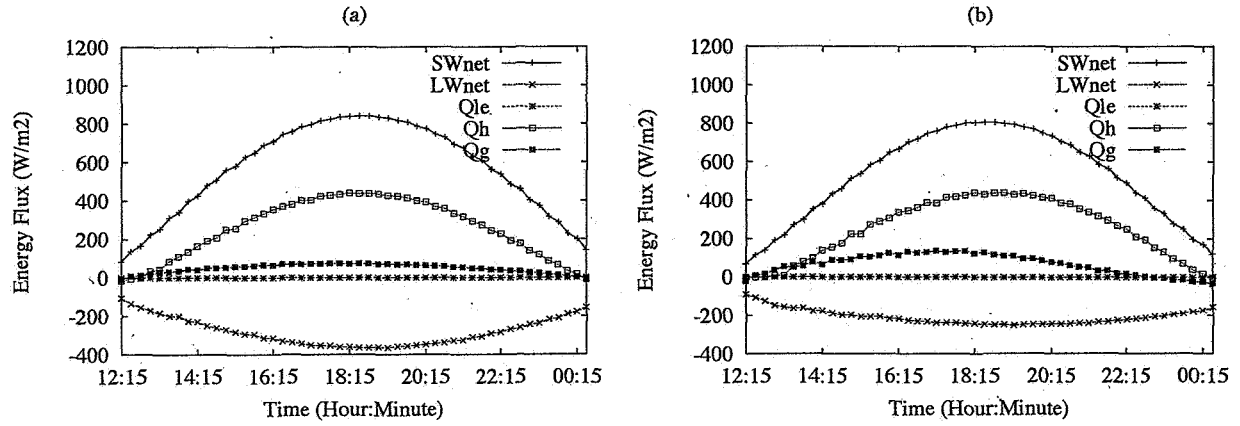 (a)
1200
1000
800
600
400
200
0
-200
-400
Energy Flux (W/m2)
SWnet
LWnet
Qle
Qh
Qg
12:15 14:15 16:15 18:15 20:15 22:15 00:15
Time (Hour:Minute)
(b)
1200
1000
800
600
400
200
0
-200
-400
Energy Flux (W/m2)
SWnet
LWnet
Qle
Qh
Qg
12:15 14:15 16:15 18:15 20:15 22:15 00:15
Time (Hour:Minute)